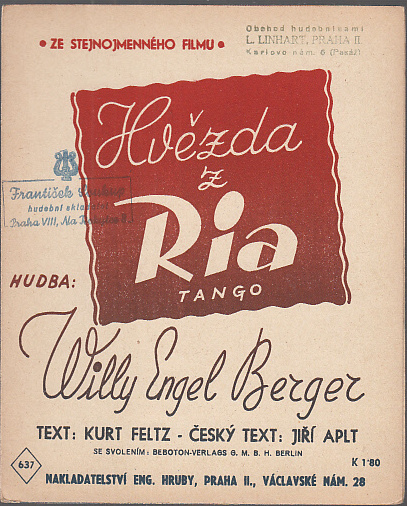 • ZE STEJNOJMENNÉHO FILMU •
Obchod hudebninami
L. LINHART, PRAHA II
Karlovo nám. 6 (Pasáž)
Hvězda
z
Ria
TANGO
František
hudební skladatel
Praha VIII, Na
HUDBA:
Willy Engel Berger
TEXT: KURT FELTZ - ČESKÝ TEXT: JIŘÍ APLT
SE SVOLENÍM: BEBOTON-VERLAGS G. M. B. H. BERLIN
637
K 1·80
NAKLADATELSTVÍ ENG. HRUBY, PRAHA II., VÁCLAVSKÉ NÁM. 28